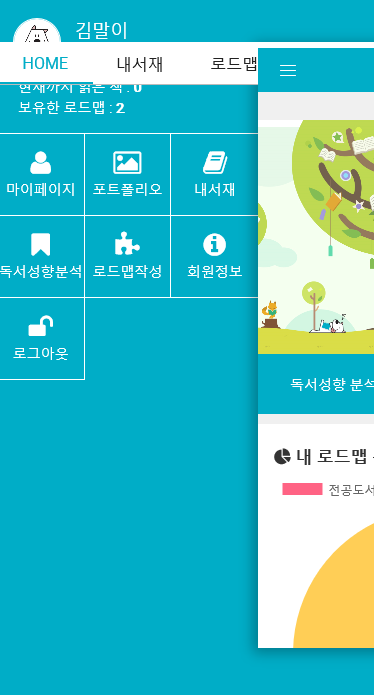 김말이
HOME 내서재 로드맵
현재까지 읽은 책 : 0
보유한 로드맵 : 2
마이페이지 포트폴리오 내서재
독서성향분석 로드맵작성 회원정보
로그아웃
독서성향 분석
내 로드맵
전공도서